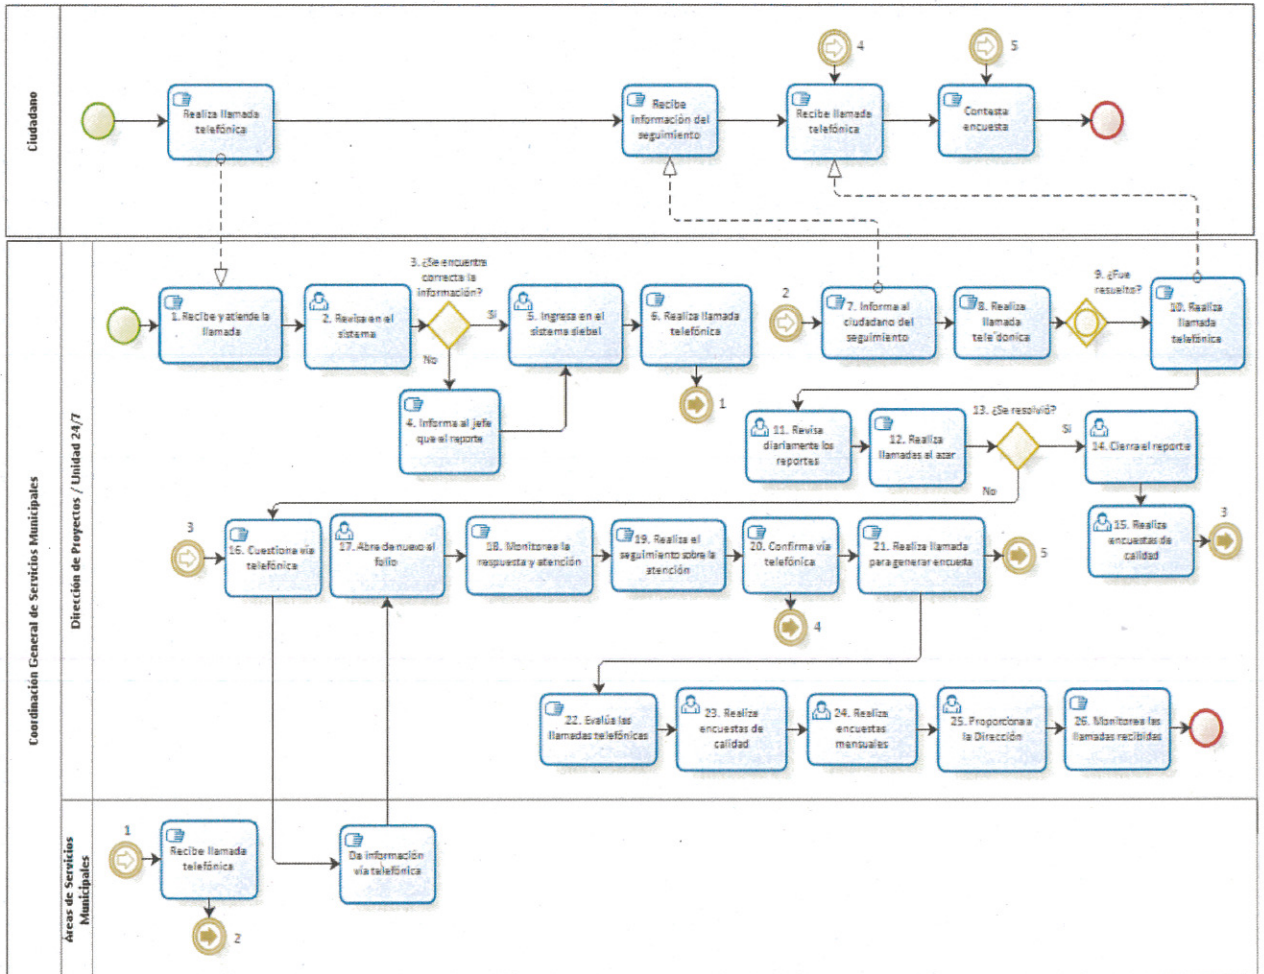 Ciudadano
Realiza llamada
telefónica
Recibe
información del
seguimiento
4
Recibe llamada
telefónica
5
Contesta
encuesta
Coordinación General de Servicios Municipales
Dirección de Proyectos / Unidad 24/7
1. Recibe y atiende la
llamada
2. Revisa en el
sistema
3. ¿Se encuentra
correcta la
información?
Si
No
4. Informa al jefe
que el reporte
5. Ingresa en el
sistema siebel
6. Realiza llamada
telefónica
1
2
7. Informa al
ciudadano del
seguimiento
8. Realiza
llamada
telefdonica
9. ¿Fue
resuelto?
10. Realiza
llamada
telefónica
11. Revisa
diariamente los
reportes
12. Realiza
llamadas al azar
13. ¿Se resolvió?
Si
No
14. Cierra el reporte
15. Realiza
encuestas de
calidad
3
3
16. Cuestiona vía
telefónica
17. Abre de nuevo al
folio
18. Monitorea la
respuesta y atención
19. Realiza el
seguimiento sobre la
atención
20. Confirma vía
telefónica
4
21. Realiza llamada
para generar encuesta
5
22. Evalúa las
llamadas telefónicas
23. Realiza
encuestas de
calidad
24. Realiza
encuestas
mensuales
25. Proporciona a
la Dirección
26. Monitorea las
llamadas recibidas
Áreas de Servicios
Municipales
1
Recibe llamada
telefónica
2
Da información
vía telefónica